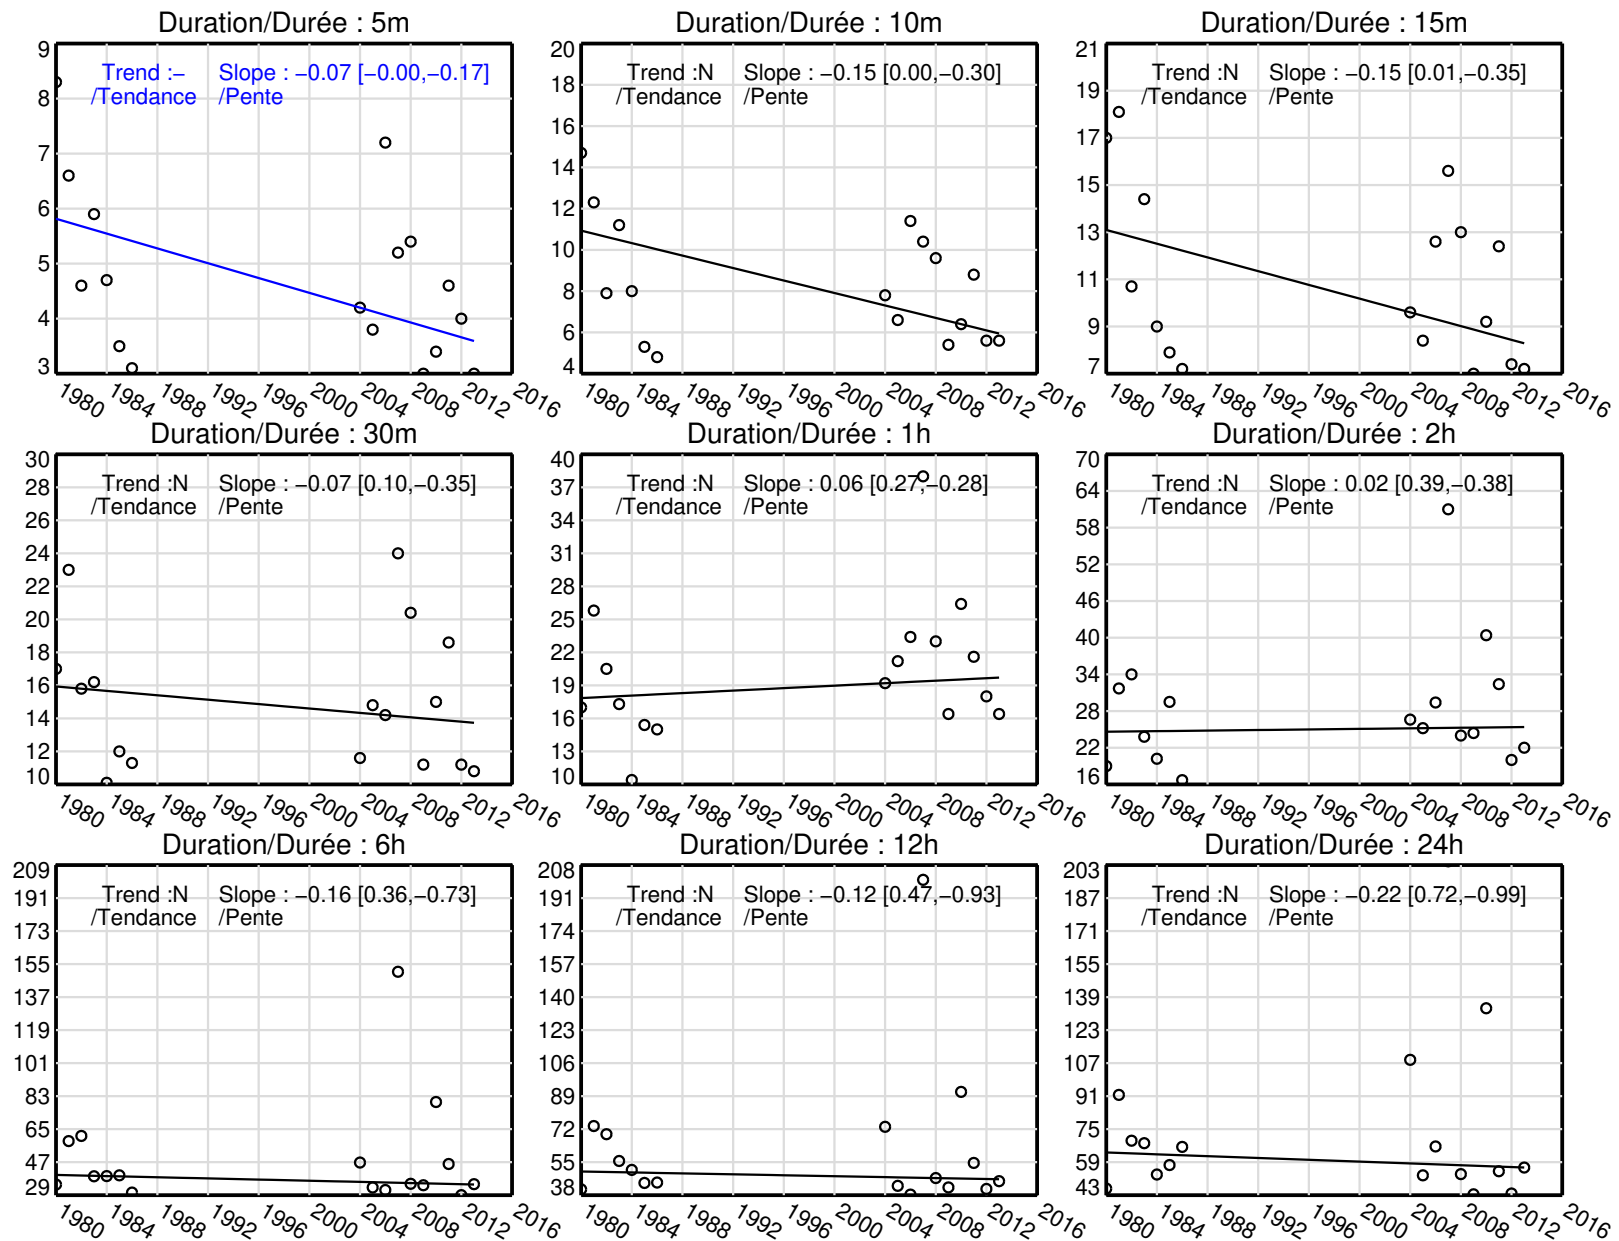 Duration/Durée : 5m
9
8
7
6
5
4
3
Trend :– Slope : −0.07 [−0.00,−0.17]
/Tendance /Pente
1980 1984 1988 1992 1996 2000 2004 2008 2012 2016
Duration/Durée : 10m
20
18
16
14
12
10
8
6
4
Trend :N Slope : −0.15 [0.00,−0.30]
/Tendance /Pente
1980 1984 1988 1992 1996 2000 2004 2008 2012 2016
Duration/Durée : 15m
21
19
17
15
13
11
9
7
Trend :N Slope : −0.15 [0.01,−0.35]
/Tendance /Pente
1980 1984 1988 1992 1996 2000 2004 2008 2012 2016
Duration/Durée : 30m
30
28
26
24
22
20
18
16
14
12
10
Trend :N Slope : −0.07 [0.10,−0.35]
/Tendance /Pente
1980 1984 1988 1992 1996 2000 2004 2008 2012 2016
Duration/Durée : 1h
40
37
34
31
28
25
22
19
16
13
10
Trend :N Slope : 0.06 [0.27,−0.28]
/Tendance /Pente
1980 1984 1988 1992 1996 2000 2004 2008 2012 2016
Duration/Durée : 2h
70
64
58
52
46
40
34
28
22
16
Trend :N Slope : 0.02 [0.39,−0.38]
/Tendance /Pente
1980 1984 1988 1992 1996 2000 2004 2008 2012 2016
Duration/Durée : 6h
209
191
173
155
137
119
101
83
65
47
29
Trend :N Slope : −0.16 [0.36,−0.73]
/Tendance /Pente
1980 1984 1988 1992 1996 2000 2004 2008 2012 2016
Duration/Durée : 12h
208
191
174
157
140
123
106
89
72
55
38
Trend :N Slope : −0.12 [0.47,−0.93]
/Tendance /Pente
1980 1984 1988 1992 1996 2000 2004 2008 2012 2016
Duration/Durée : 24h
203
187
171
155
139
123
107
91
75
59
43
Trend :N Slope : −0.22 [0.72,−0.99]
/Tendance /Pente
1980 1984 1988 1992 1996 2000 2004 2008 2012 2016